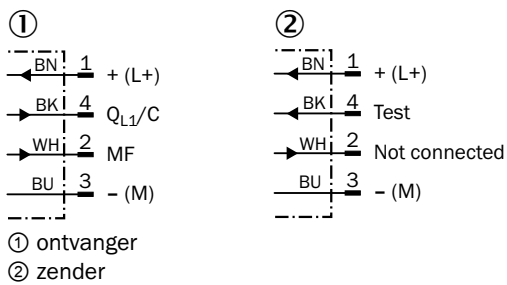 ① ②
BN 1 + (L+) BN 1 + (L+)
BK 4 Q_L1/C BK 4 Test
WH 2 MF WH 2 Not connected
BU 3 – (M) BU 3 – (M)
① ontvanger
② zender